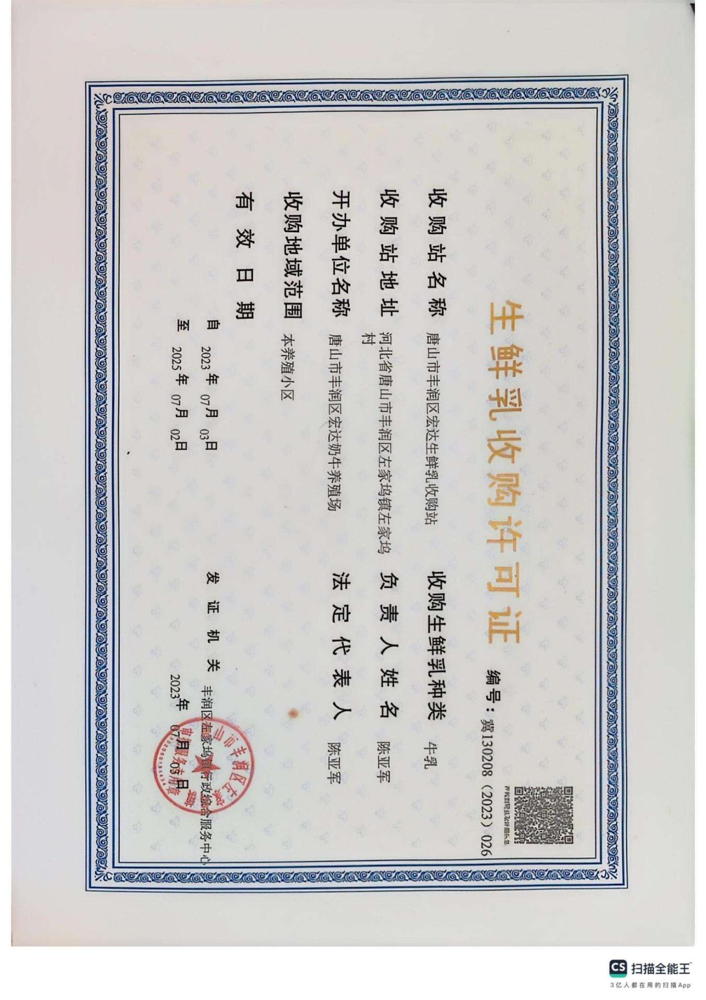 生鲜乳收购许可证
编号：冀130208（2023）026
收购站名称 唐山市丰润区宏达生鲜乳收购站
收购生鲜乳种类 牛乳
收购站地址 河北省唐山市丰润区左家坞镇左家坞
村
负责人姓名 陈亚军
开办单位名称 唐山市丰润区宏达奶牛养殖场
法定代表人 陈亚军
收购地域范围 本养殖小区
有效日期
自 2023年 07月 03日
至 2025年 07月 02日
发证机关 丰润区左家坞镇行政综合服务中心
2023年 07月 日
CS 扫描全能王
3亿人都在用的扫描App